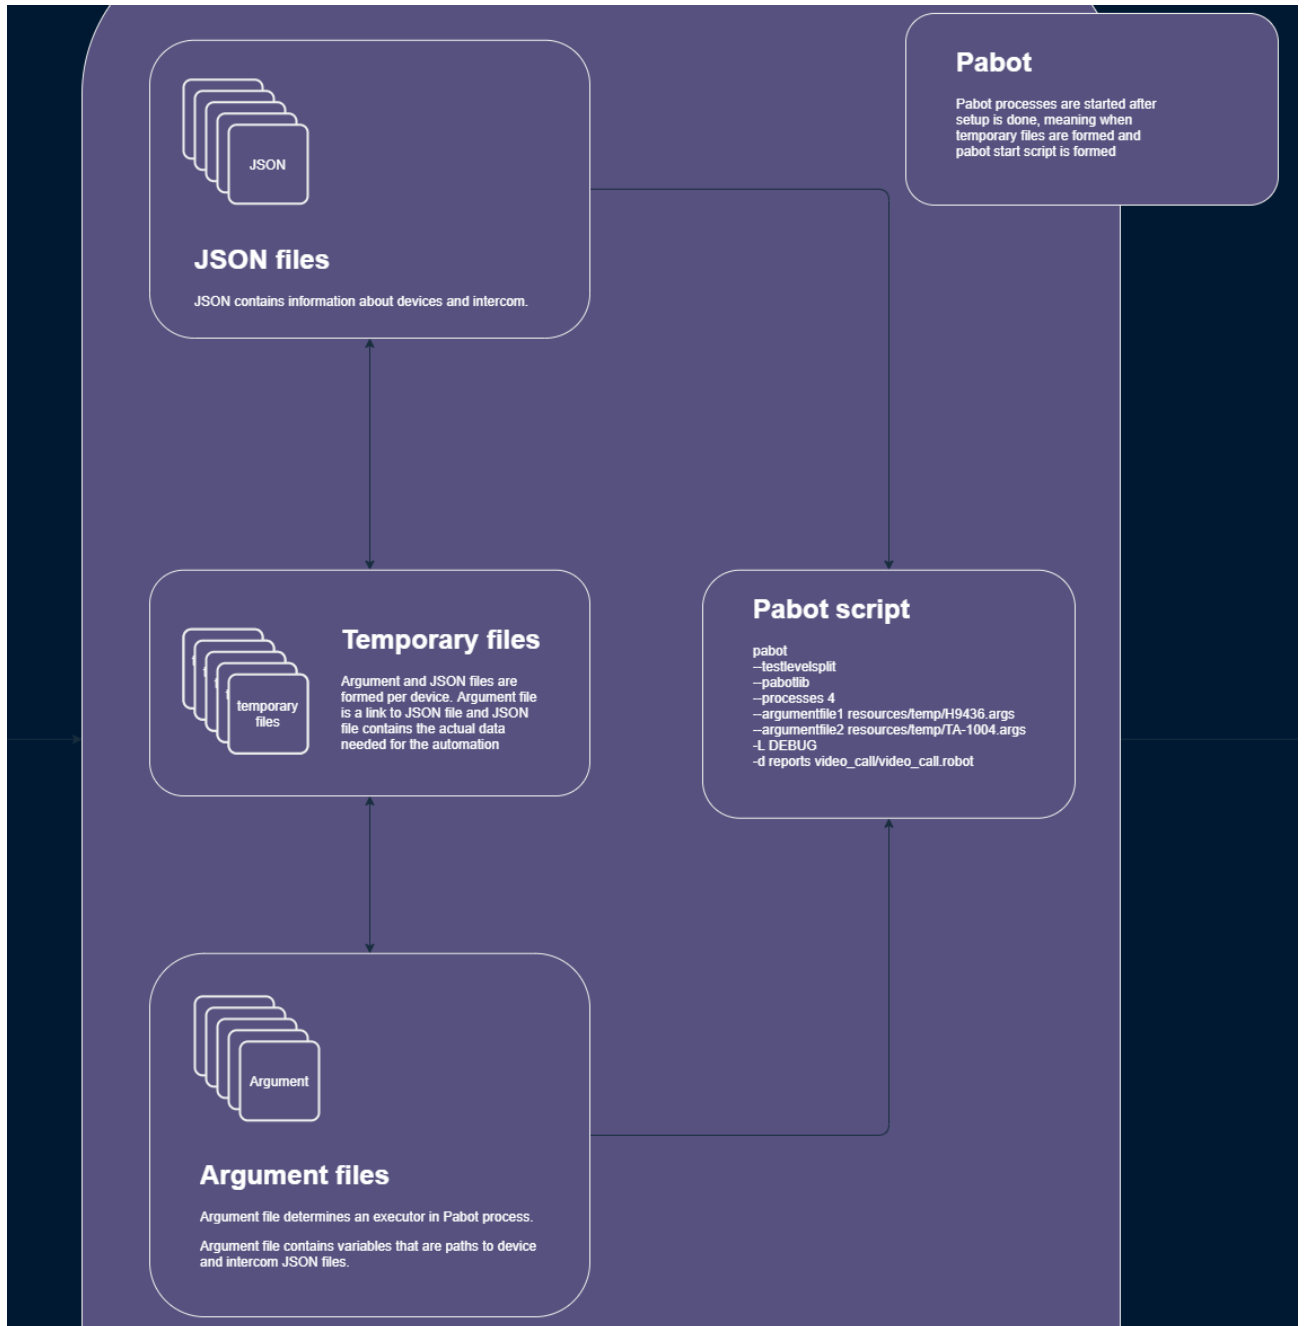 Pabot
Pabot processes are started after
setup is done, meaning when
temporary files are formed and
pabot start script is formed
JSON
JSON files
JSON contains information about devices and intercom.
temporary
files
Temporary files
Argument and JSON files are
formed per device. Argument file
is a link to JSON file and JSON
file contains the actual data
needed for the automation
Pabot script
pabot
--testlevelsplit
--pabotlib
--processes 4
--argumentfile1 resources/temp/H9436.args
--argumentfile2 resources/temp/TA-1004.args
-L DEBUG
-d reports video_call/video_call.robot
Argument
Argument files
Argument file determines an executor in Pabot process.
Argument file contains variables that are paths to device
and intercom JSON files.